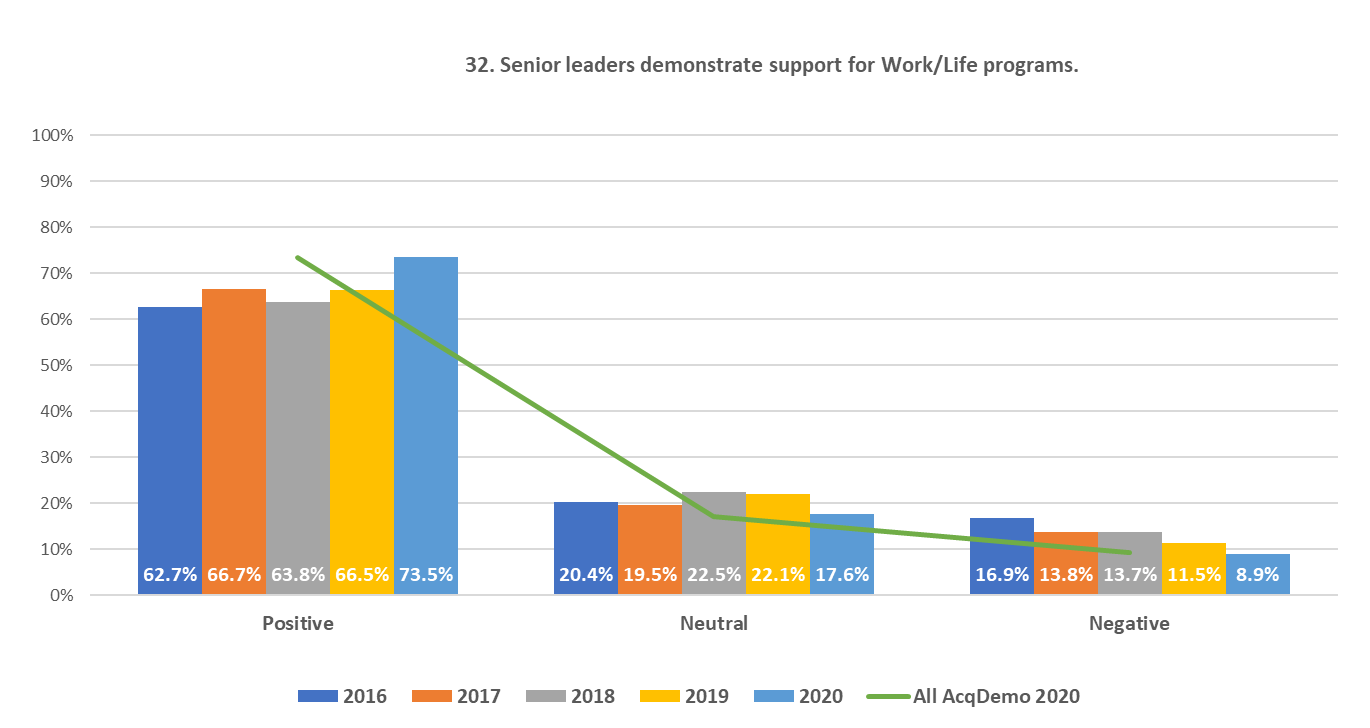 32. Senior leaders demonstrate support for Work/Life programs.
100%
90%
80%
70%
60%
50%
40%
30%
20%
10%
0%
62.7% 66.7% 63.8% 66.5% 73.5%
20.4% 19.5% 22.5% 22.1% 17.6%
16.9% 13.8% 13.7% 11.5% 8.9%
Positive
Neutral
Negative
2016 2017 2018 2019 2020 All AcqDemo 2020